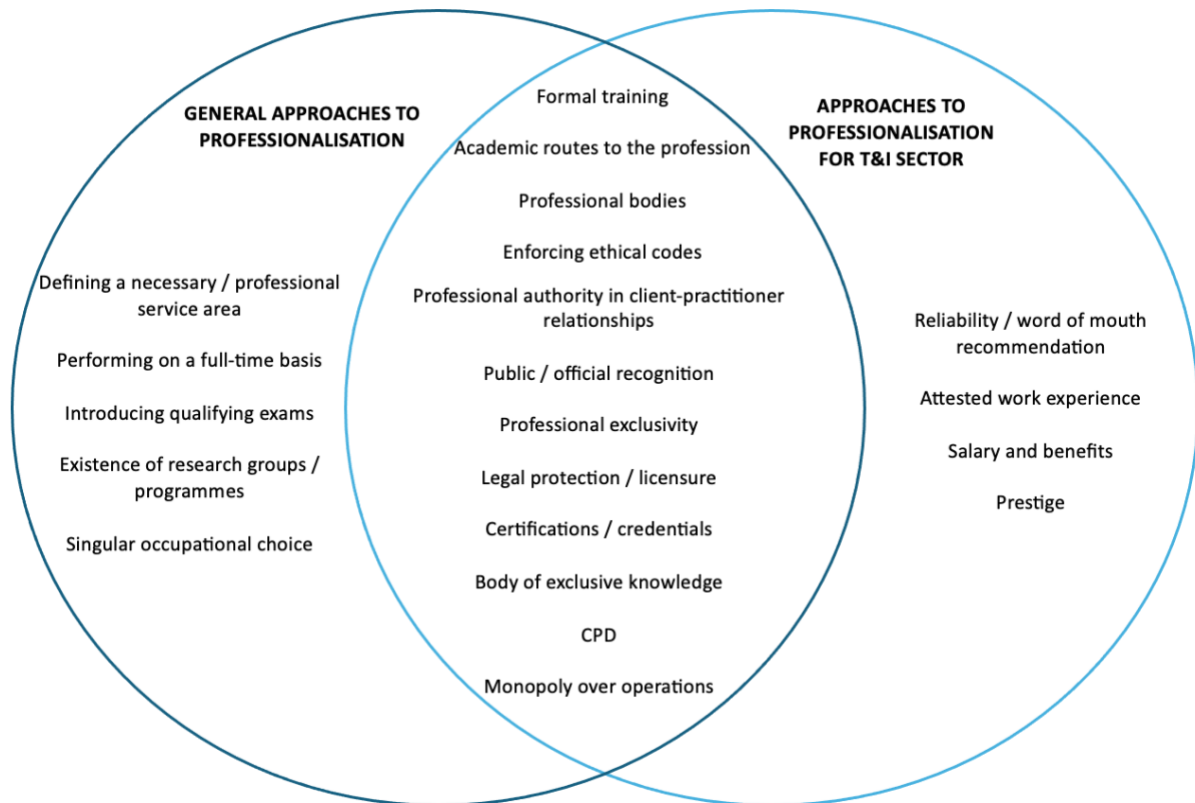 GENERAL APPROACHES TO
PROFESSIONALISATION
Defining a necessary / professional
service area
Performing on a full-time basis
Introducing qualifying exams
Existence of research groups /
programmes
Singular occupational choice
Formal training
Academic routes to the profession
Professional bodies
Enforcing ethical codes
Professional authority in client-practitioner
relationships
Public / official recognition
Professional exclusivity
Legal protection / licensure
Certifications / credentials
Body of exclusive knowledge
CPD
Monopoly over operations
APPROACHES TO
PROFESSIONALISATION
FOR T&I SECTOR
Reliability / word of mouth
recommendation
Attested work experience
Salary and benefits
Prestige